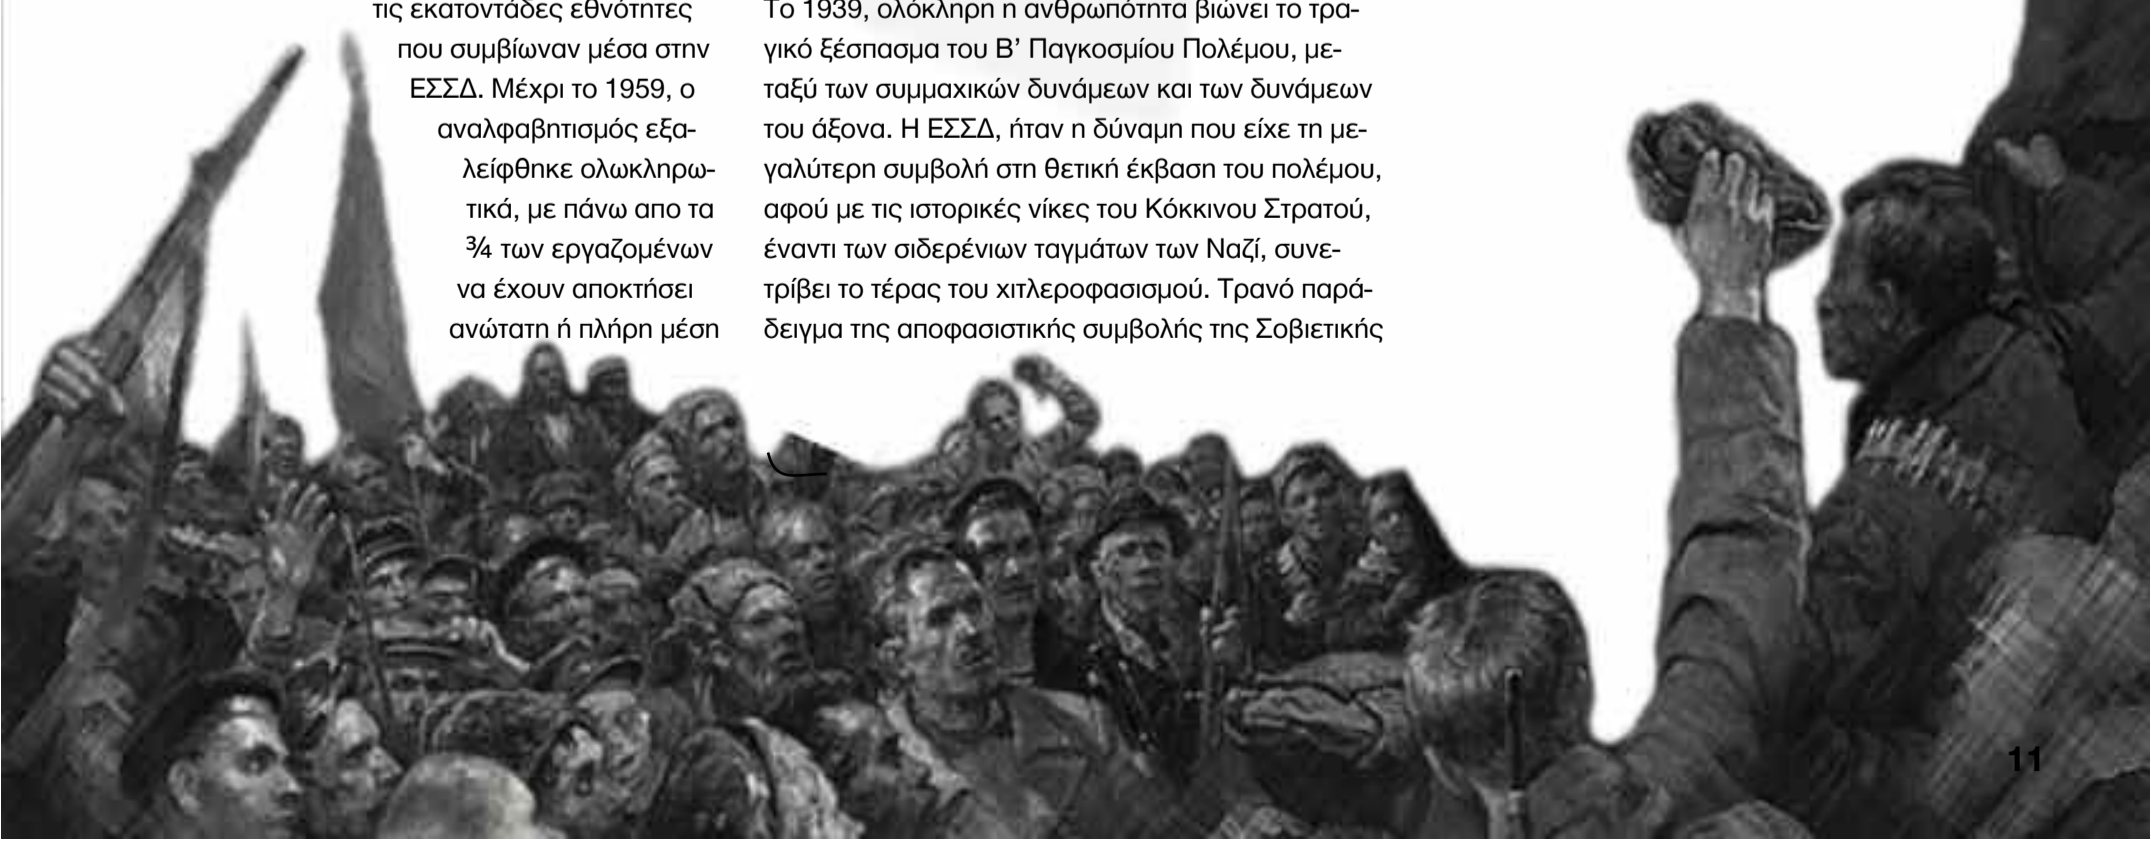 τις εκατοντάδες εθνότητες
που συμβίωναν μέσα στην
ΕΣΣΔ. Μέχρι το 1959, ο
αναλφαβητισμός εξα-
λείφθηκε ολωκληρω-
τικά, με πάνω απο τα
¾ των εργαζομένων
να έχουν αποκτήσει
ανώτατη ή πλήρη μέση
Το 1939, ολόκληρη η ανθρωπότητα βιώνει το τρα-
γικό ξέσπασμα του Β’ Παγκοσμίου Πολέμου, με-
ταξύ των συμμαχικών δυνάμεων και των δυνάμεων
του άξονα. Η ΕΣΣΔ, ήταν η δύναμη που είχε τη με-
γαλύτερη συμβολή στη θετική έκβαση του πολέμου,
αφού με τις ιστορικές νίκες του Κόκκινου Στρατού,
έναντι των σιδερένιων ταγμάτων των Ναζί, συνε-
τρίβει το τέρας του χιτλεροφασισμού. Τρανό παρά-
δειγμα της αποφασιστικής συμβολής της Σοβιετικής
11